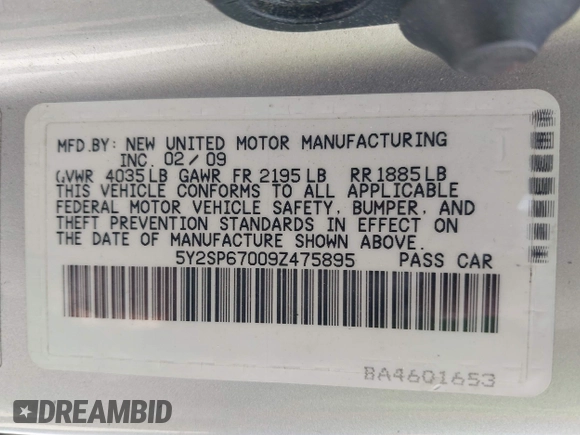 MFD.BY: NEW UNITED MOTOR MANUFACTURING
INC. 02/09
GVWR 4035LB GAWR FR 2195LB RR1885LB
THIS VEHICLE CONFORMS TO ALL APPLICABLE
FEDERAL MOTOR VEHICLE SAFETY, BUMPER, AND
THEFT PREVENTION STANDARDS IN EFFECT ON
THE DATE OF MANUFACTURE SHOWN ABOVE.
5Y2SP67009Z475895 PASS CAR
BA4601653
DREAMBID